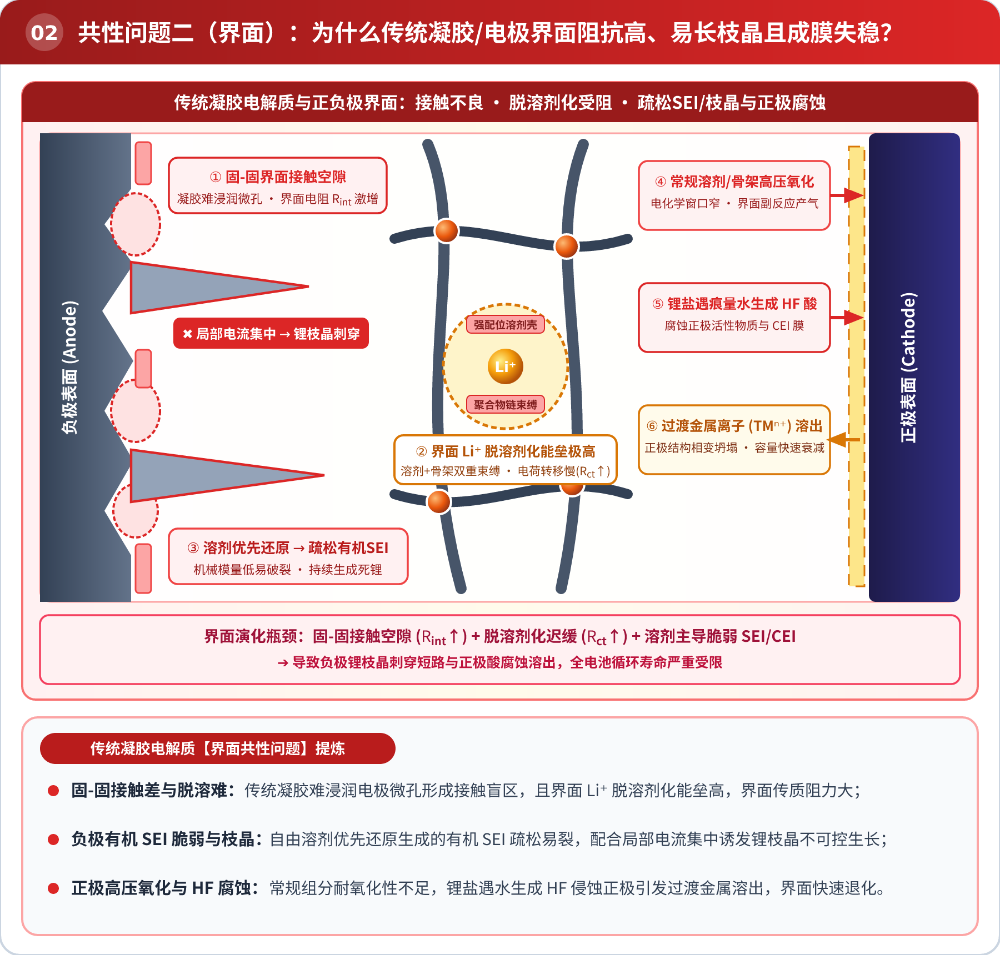 02 共性问题二（界面）：为什么传统凝胶/电极界面阻抗高、易长枝晶且成膜失稳？
传统凝胶电解质与正负极界面：接触不良 • 脱溶剂化受阻 • 疏松SEI/枝晶与正极腐蚀
负极表面 (Anode)
① 固-固界面接触空隙
凝胶难浸润微孔 • 界面电阻 Rint 激增
✖ 局部电流集中 → 锂枝晶刺穿
③ 溶剂优先还原 → 疏松有机SEI
机械模量低易破裂 • 持续生成死锂
强配位溶剂壳
Li⁺
聚合物链束缚
② 界面 Li⁺ 脱溶剂化能垒极高
溶剂+骨架双重束缚 • 电荷转移慢(Rct↑)
④ 常规溶剂/骨架高压氧化
电化学窗口窄 • 界面副反应产气
⑤ 锂盐遇痕量水生成 HF 酸
腐蚀正极活性物质与 CEI 膜
⑥ 过渡金属离子 (TMⁿ⁺) 溶出
正极结构相变坍塌 • 容量快速衰减
正极表面 (Cathode)
界面演化瓶颈：固-固接触空隙 (Rint↑) + 脱溶剂化迟缓 (Rct↑) + 溶剂主导脆弱 SEI/CEI
➔ 导致负极锂枝晶刺穿短路与正极酸腐蚀溶出，全电池循环寿命严重受限
传统凝胶电解质【界面共性问题】提炼
固-固接触差与脱溶难：传统凝胶难浸润电极微孔形成接触盲区，且界面 Li⁺ 脱溶剂化能垒高，界面传质阻力大；
负极有机 SEI 脆弱与枝晶：自由溶剂优先还原生成的有机 SEI 疏松易裂，配合局部电流集中诱发锂枝晶不可控生长；
正极高压氧化与 HF 腐蚀：常规组分耐氧化性不足，锂盐遇水生成 HF 侵蚀正极引发过渡金属溶出，界面快速退化。